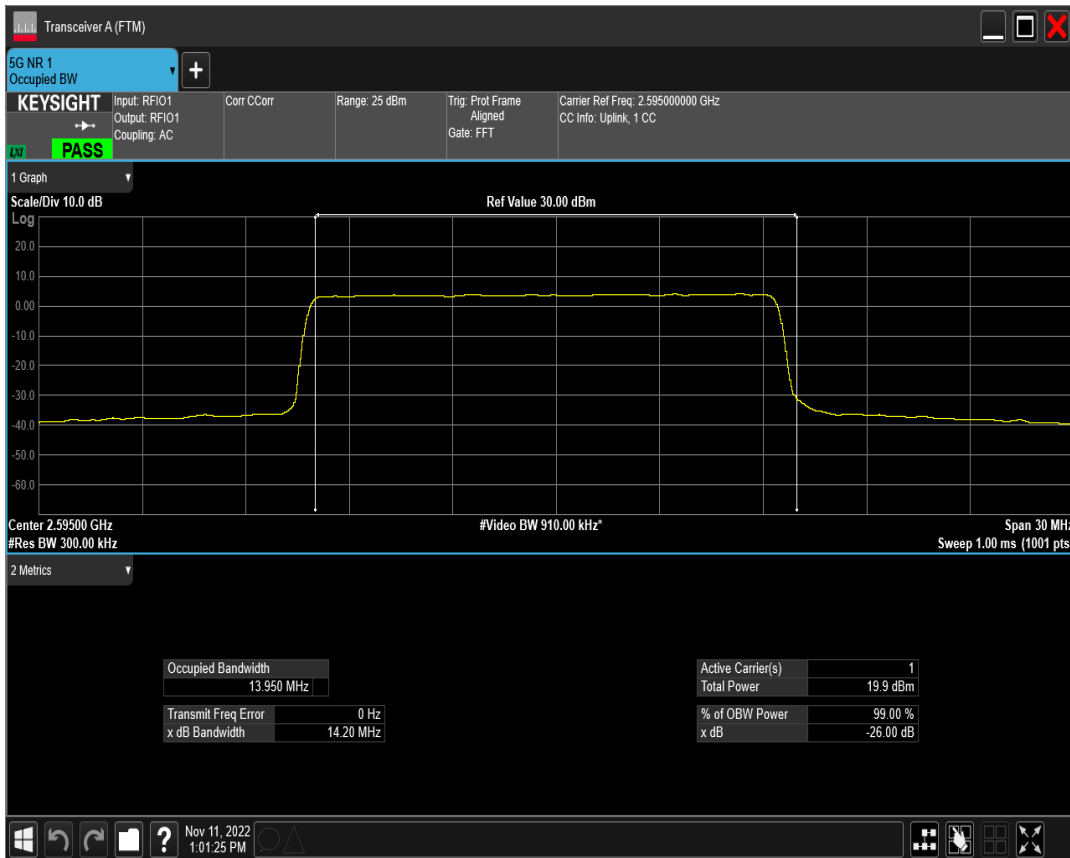 Transceiver A (FTM)
5G NR 1
Occupied BW
+
KEYSIGHT
LXI
PASS
Input: RFIO1
Output: RFIO1
Coupling: AC
Corr CCorr
Range: 25 dBm
Trig: Prot Frame
Aligned
Gate: FFT
Carrier Ref Freq: 2.595000000 GHz
CC Info: Uplink, 1 CC
1 Graph
Scale/Div 10.0 dB
Ref Value 30.00 dBm
Log
20.0
10.0
0.00
-10.0
-20.0
-30.0
-40.0
-50.0
-60.0
Center 2.59500 GHz
#Video BW 910.00 kHz*
Span 30 MHz
#Res BW 300.00 kHz
Sweep 1.00 ms (1001 pts
2 Metrics
Occupied Bandwidth
13.950 MHz
Transmit Freq Error 0 Hz
x dB Bandwidth 14.20 MHz
Active Carrier(s) 1
Total Power 19.9 dBm
% of OBW Power 99.00 %
x dB -26.00 dB
?
Nov 11, 2022
1:01:25 PM